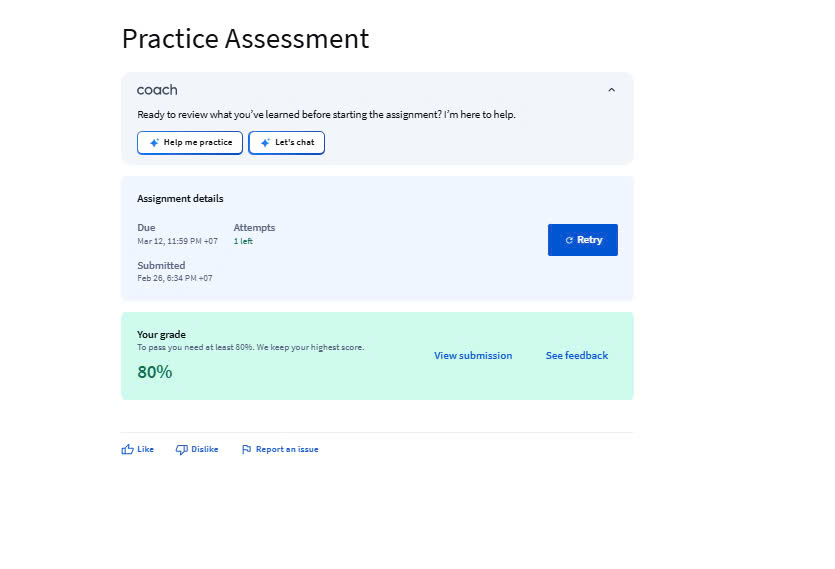 Practice Assessment
coach
Ready to review what you've learned before starting the assignment? I'm here to help.
Help me practice Let's chat
Assignment details
Due Attempts
Mar 12, 11:59 PM +07 1 left
Retry
Submitted
Feb 26, 6:34 PM +07
Your grade
To pass you need at least 80%. We keep your highest score.
View submission See feedback
80%
Like Dislike Report an issue